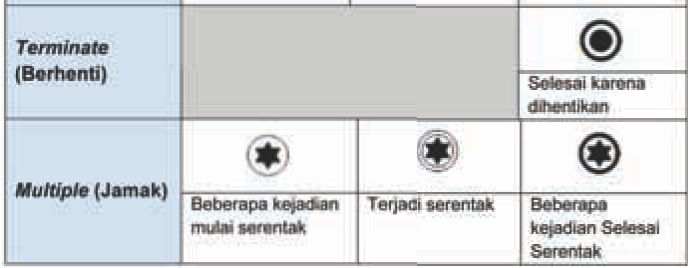 Terminate
(Berhenti)
Selesai karena
dihentikan
Multiple (Jamak)
Beberapa kejadian
mulai serentak
Terjadi serentak
Beberapa
kejadian Selesai
Serentak